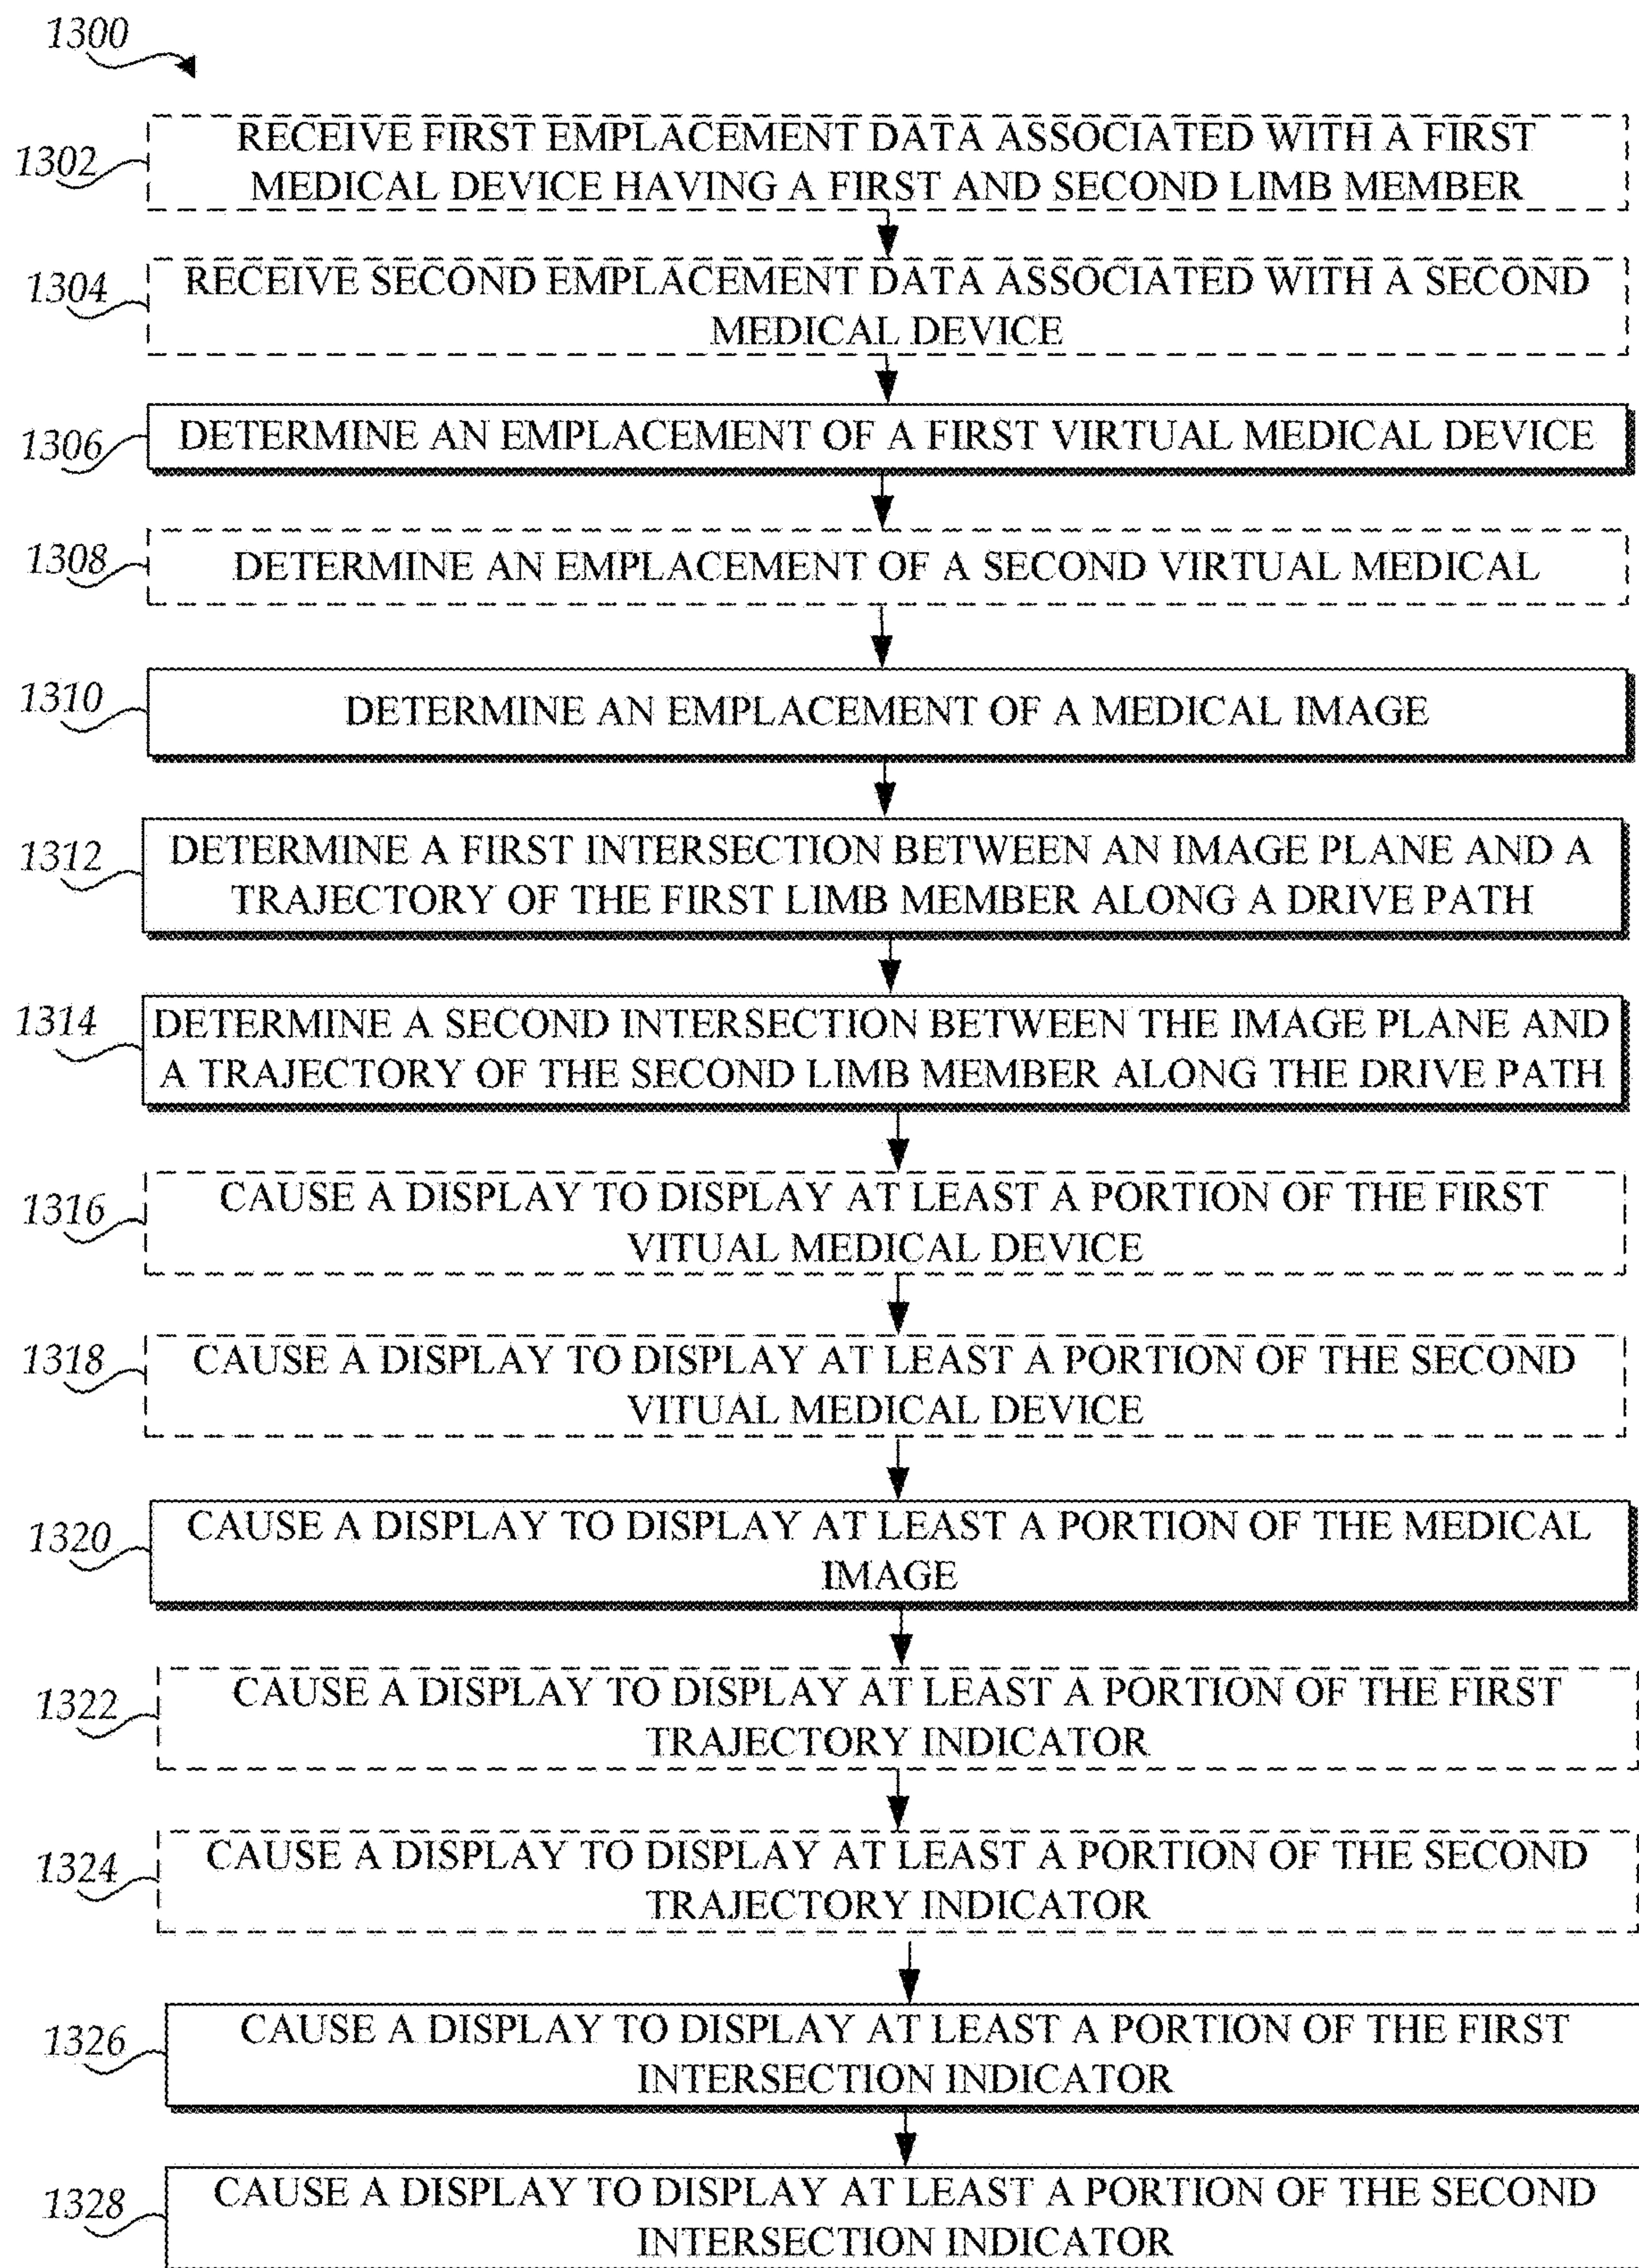 1300
1302
RECEIVE FIRST EMPLACEMENT DATA ASSOCIATED WITH A FIRST
MEDICAL DEVICE HAVING A FIRST AND SECOND LIMB MEMBER
1304
RECEIVE SECOND EMPLACEMENT DATA ASSOCIATED WITH A SECOND
MEDICAL DEVICE
1306
DETERMINE AN EMPLACEMENT OF A FIRST VIRTUAL MEDICAL DEVICE
1308
DETERMINE AN EMPLACEMENT OF A SECOND VIRTUAL MEDICAL
1310
DETERMINE AN EMPLACEMENT OF A MEDICAL IMAGE
1312
DETERMINE A FIRST INTERSECTION BETWEEN AN IMAGE PLANE AND A
TRAJECTORY OF THE FIRST LIMB MEMBER ALONG A DRIVE PATH
1314
DETERMINE A SECOND INTERSECTION BETWEEN THE IMAGE PLANE AND
A TRAJECTORY OF THE SECOND LIMB MEMBER ALONG THE DRIVE PATH
1316
CAUSE A DISPLAY TO DISPLAY AT LEAST A PORTION OF THE FIRST
VITUAL MEDICAL DEVICE
1318
CAUSE A DISPLAY TO DISPLAY AT LEAST A PORTION OF THE SECOND
VITUAL MEDICAL DEVICE
1320
CAUSE A DISPLAY TO DISPLAY AT LEAST A PORTION OF THE MEDICAL
IMAGE
1322
CAUSE A DISPLAY TO DISPLAY AT LEAST A PORTION OF THE FIRST
TRAJECTORY INDICATOR
1324
CAUSE A DISPLAY TO DISPLAY AT LEAST A PORTION OF THE SECOND
TRAJECTORY INDICATOR
1326
CAUSE A DISPLAY TO DISPLAY AT LEAST A PORTION OF THE FIRST
INTERSECTION INDICATOR
1328
CAUSE A DISPLAY TO DISPLAY AT LEAST A PORTION OF THE SECOND
INTERSECTION INDICATOR